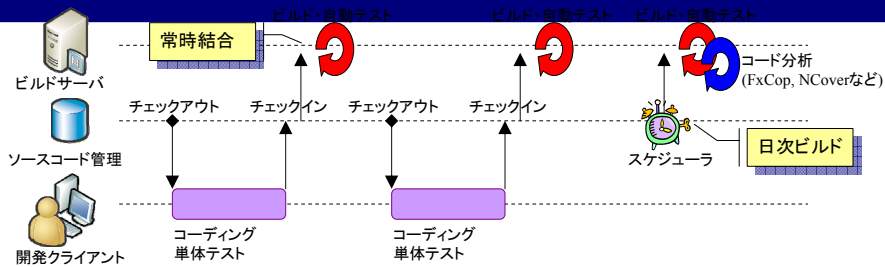 ビルド・自動テスト
ビルド・自動テスト
ビルド・自動テスト
常時結合
コード分析
(FxCop, NCoverなど)
ビルドサーバ
チェックアウト
チェックイン
チェックアウト
チェックイン
日次ビルド
ソースコード管理
スケジューラ
コーディング
単体テスト
コーディング
単体テスト
開発クライアント